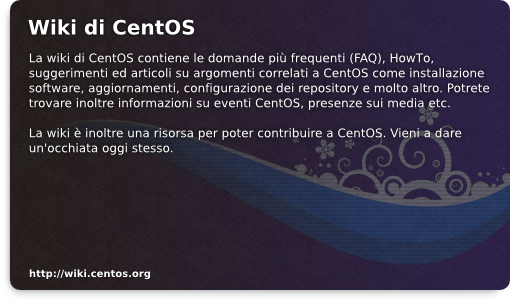 Wiki di CentOS
La wiki di CentOS contiene le domande più frequenti (FAQ), HowTo,
suggerimenti ed articoli su argomenti correlati a CentOS come installazione
software, aggiornamenti, configurazione dei repository e molto altro. Potrete
trovare inoltre informazioni su eventi CentOS, presenze sui media etc.
La wiki è inoltre una risorsa per poter contribuire a CentOS. Vieni a dare
un'occhiata oggi stesso.
http://wiki.centos.org